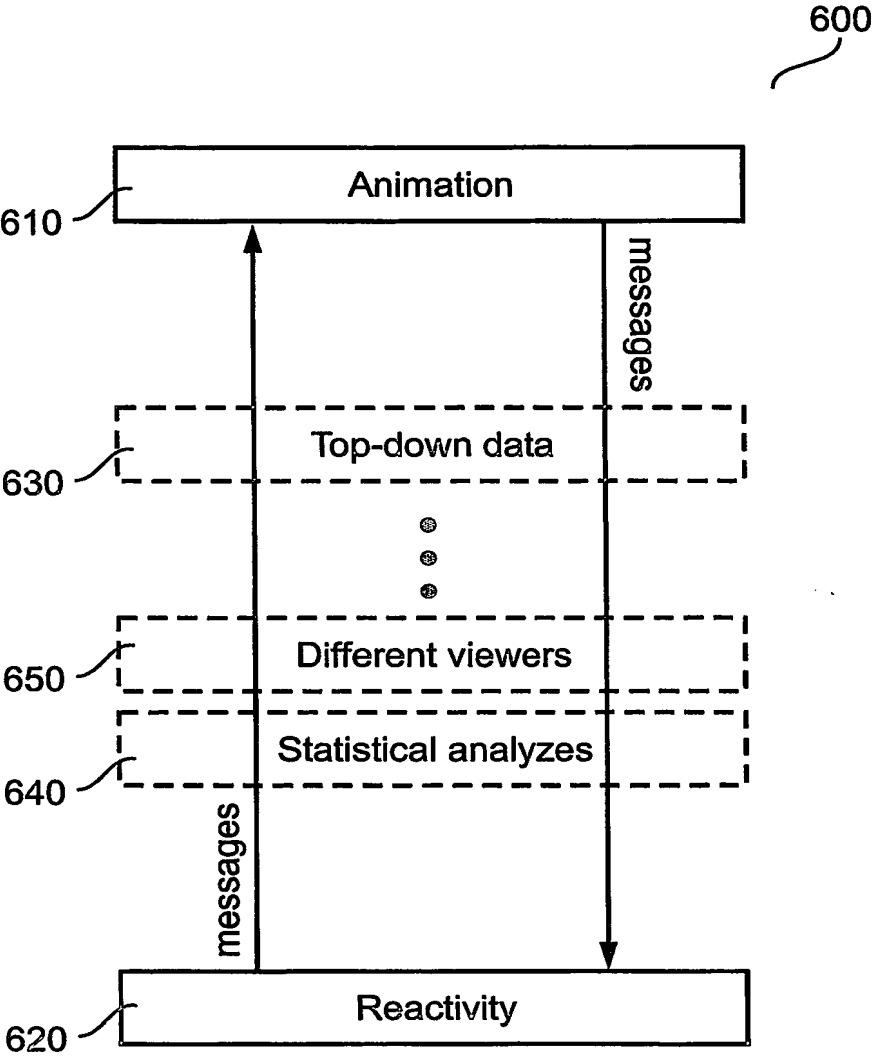 600
Animation
610
messages
Top-down data
630
Different viewers
650
Statistical analyzes
640
messages
Reactivity
620